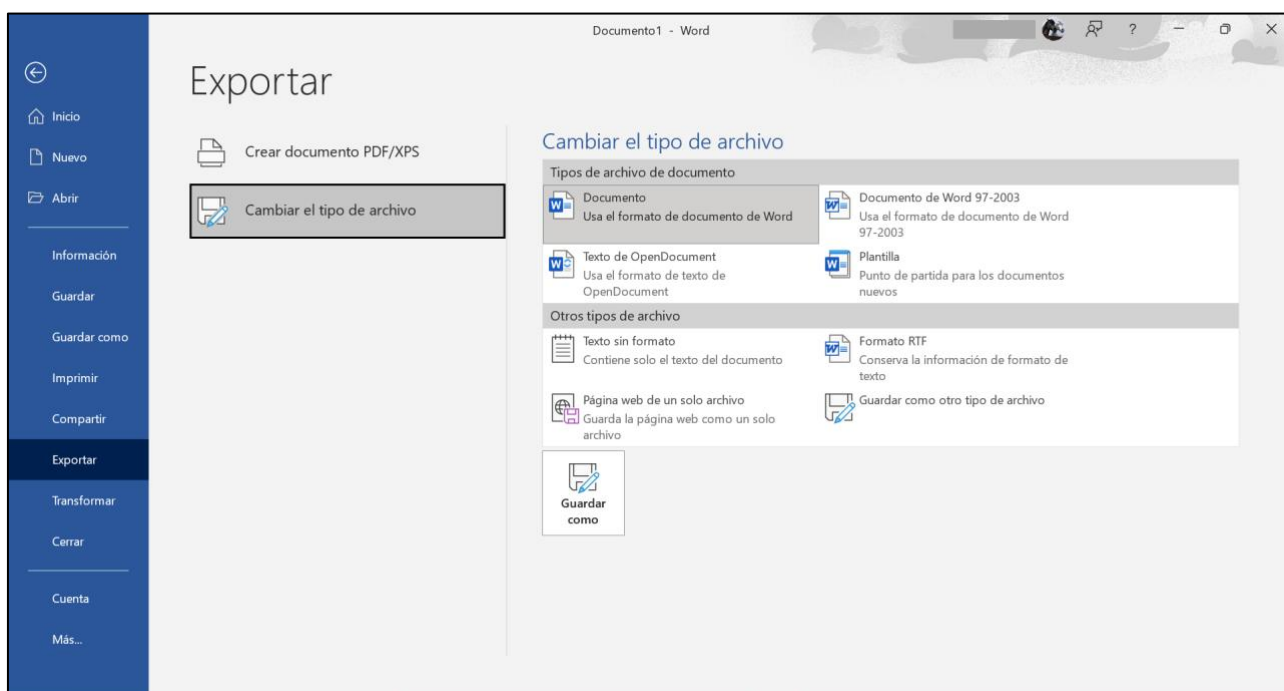 Documento1 - Word
?
Exportar
Inicio
Nuevo
Abrir
Información
Guardar
Guardar como
Imprimir
Compartir
Exportar
Transformar
Cerrar
Cuenta
Más...
Crear documento PDF/XPS
Cambiar el tipo de archivo
Cambiar el tipo de archivo
Tipos de archivo de documento
Documento
Usa el formato de documento de Word
Documento de Word 97-2003
Usa el formato de documento de Word
97-2003
Texto de OpenDocument
Usa el formato de texto de
OpenDocument
Plantilla
Punto de partida para los documentos
nuevos
Otros tipos de archivo
Texto sin formato
Contiene solo el texto del documento
Formato RTF
Conserva la información de formato de
texto
Página web de un solo archivo
Guarda la página web como un solo
archivo
Guardar como otro tipo de archivo
Guardar
como